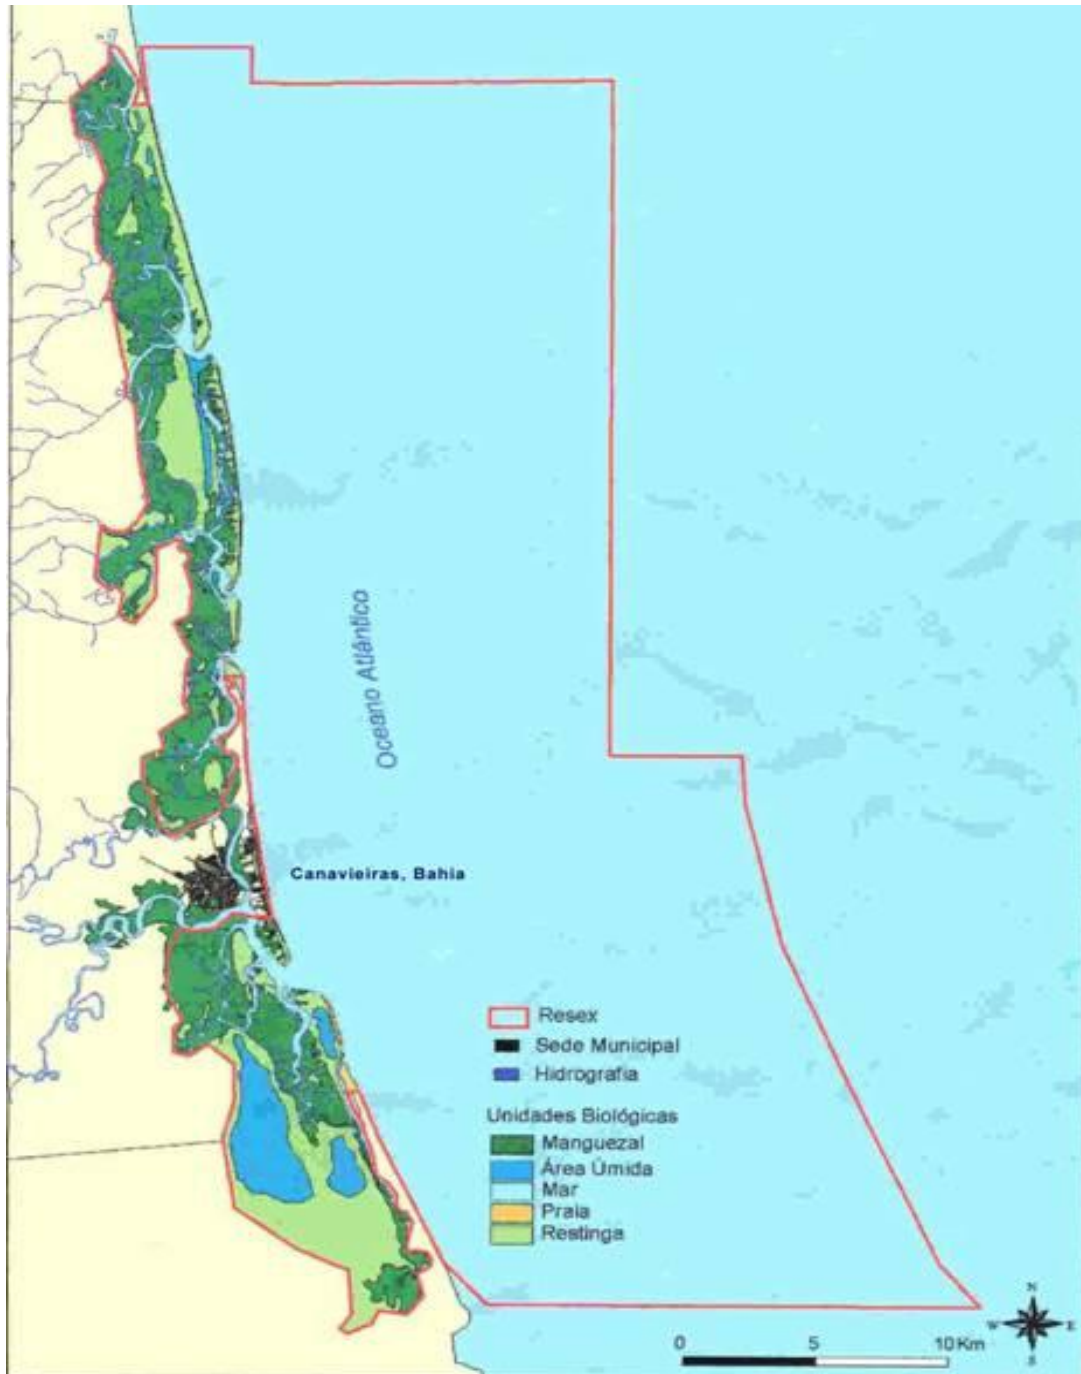 Oceano Atlântico
Canavieiras, Bahia
Resex
Sede Municipal
Hidrografia
Unidades Biológicas
Manguezal
Área Úmida
Mar
Praia
Restinga
N
W E
S
0 5 10 Km